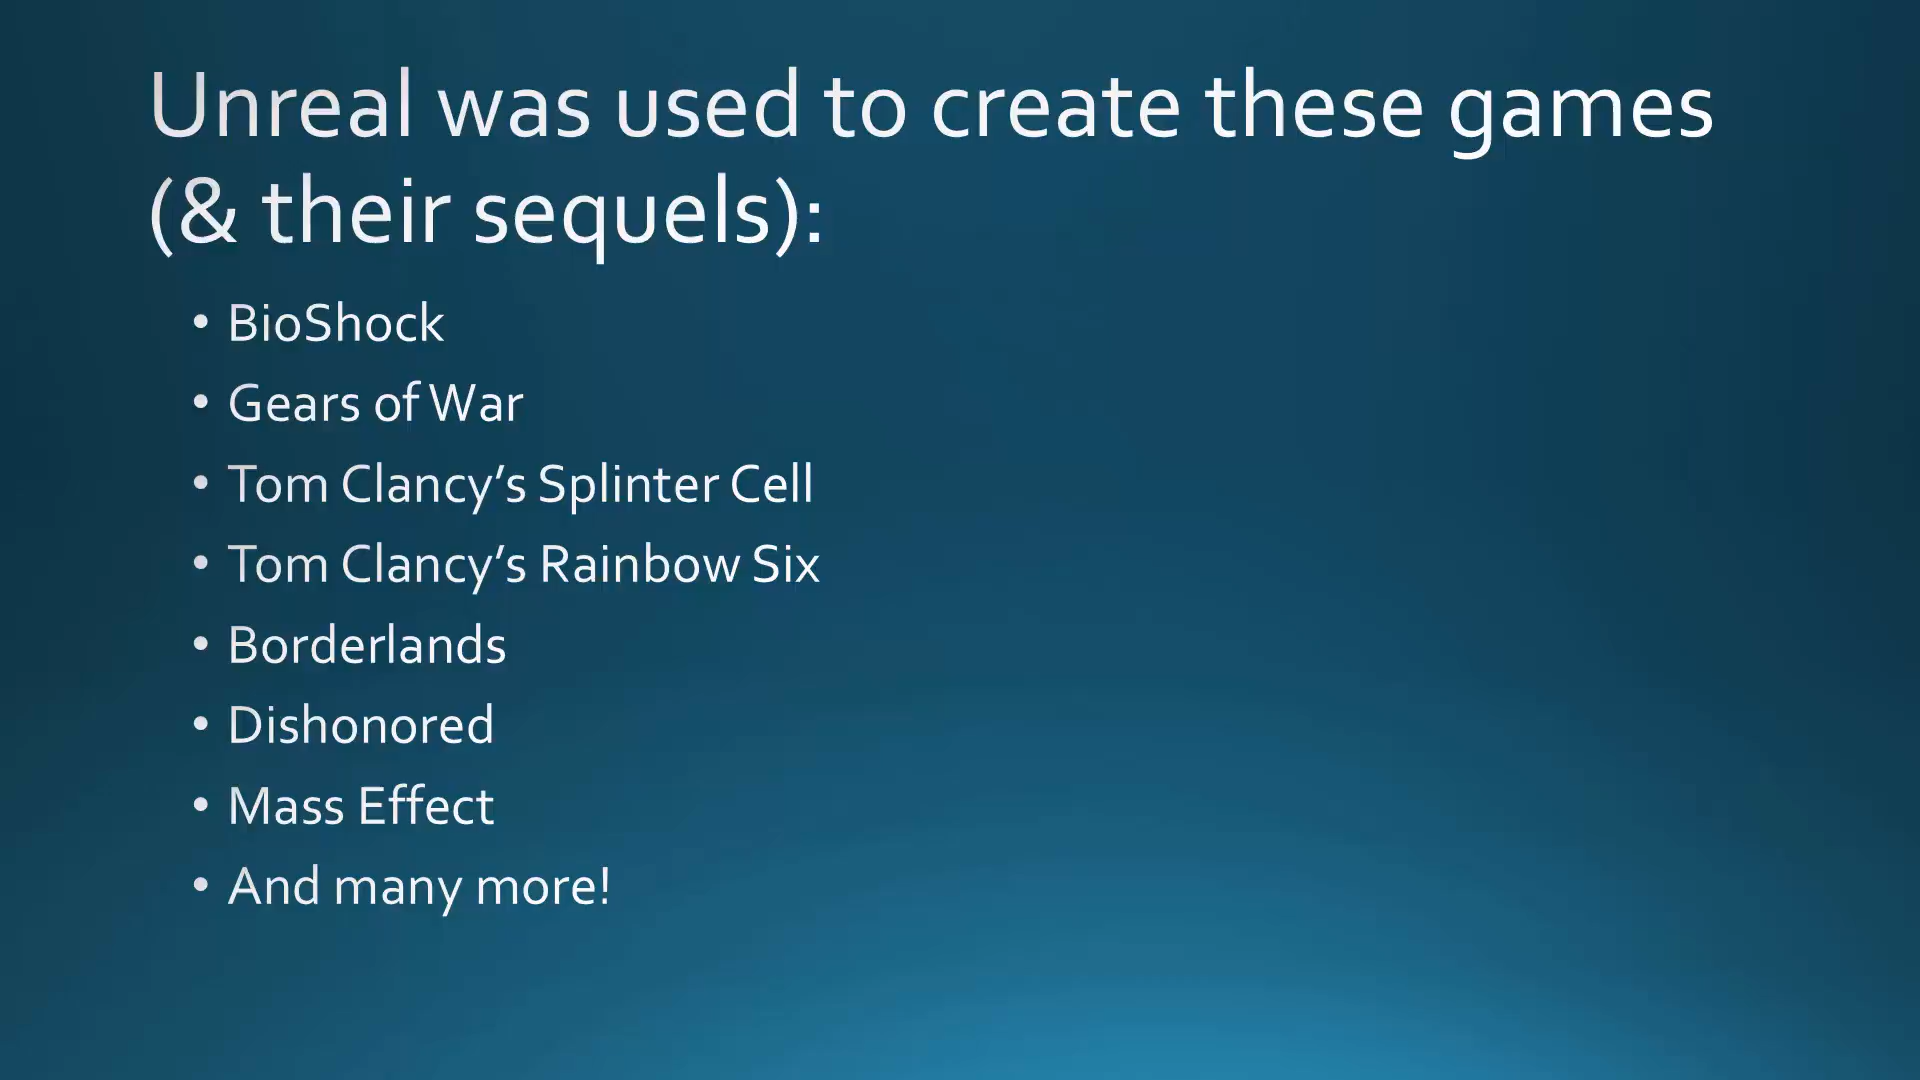 Unreal was used to create these games
(& their sequels):
• BioShock
• Gears of War
• Tom Clancy’s Splinter Cell
• Tom Clancy’s Rainbow Six
• Borderlands
• Dishonored
• Mass Effect
• And many more!